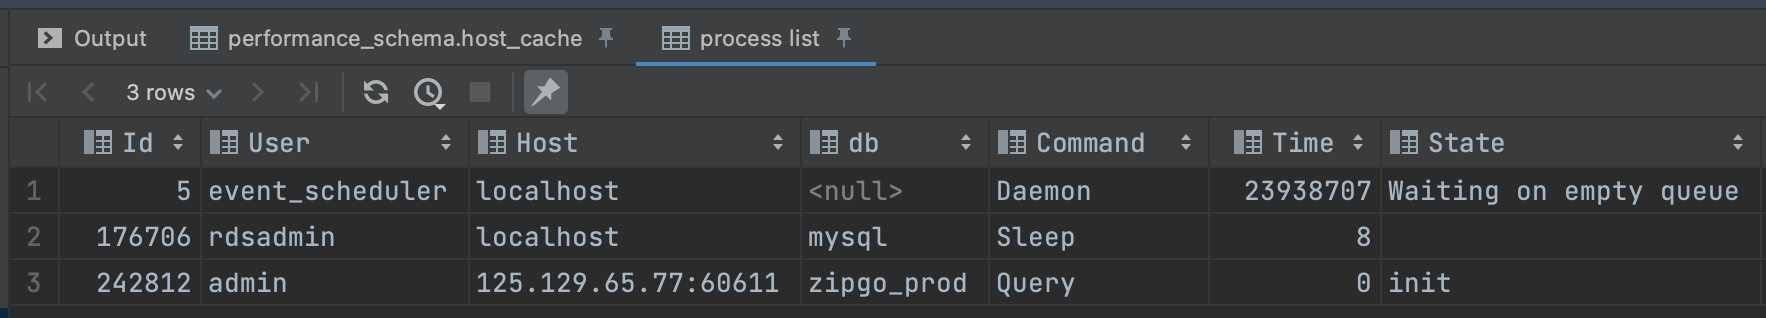 Output performance_schema.host_cache process list
3 rows
Id User Host db Command Time State
1 5 event_scheduler localhost <null> Daemon 23938707 Waiting on empty queue
2 176706 rdsadmin localhost mysql Sleep 8
3 242812 admin 125.129.65.77:60611 zipgo_prod Query 0 init